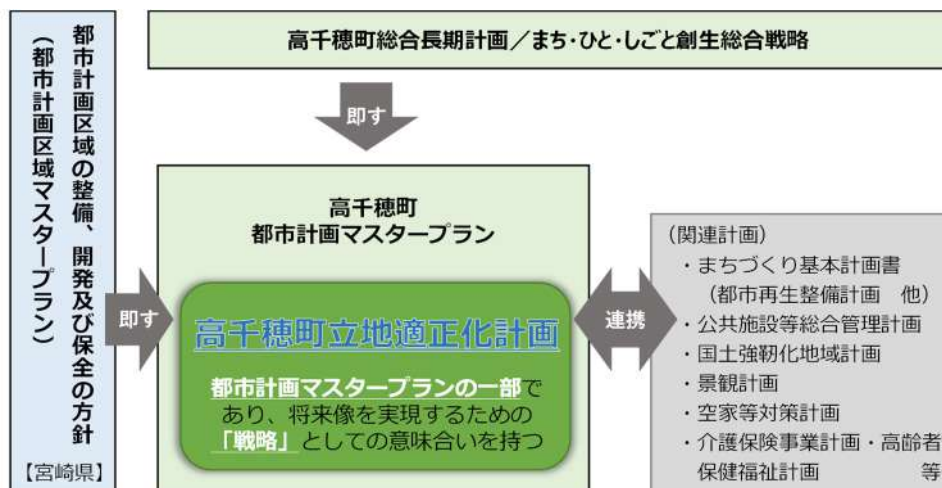 都市計画区域の整備、開発及び保全の方針
（都市計画区域マスタープラン）
【宮崎県】
高千穂町総合長期計画／まち・ひと・しごと創生総合戦略
即す
高千穂町
都市計画マスタープラン
即す
高千穂町立地適正化計画
都市計画マスタープランの一部で
あり、将来像を実現するための
「戦略」としての意味合いを持つ
連携
（関連計画）
・まちづくり基本計画書
（都市再生整備計画　他）
・公共施設等総合管理計画
・国土強靭化地域計画
・景観計画
・空家等対策計画
・介護保険事業計画・高齢者
保健福祉計画　等